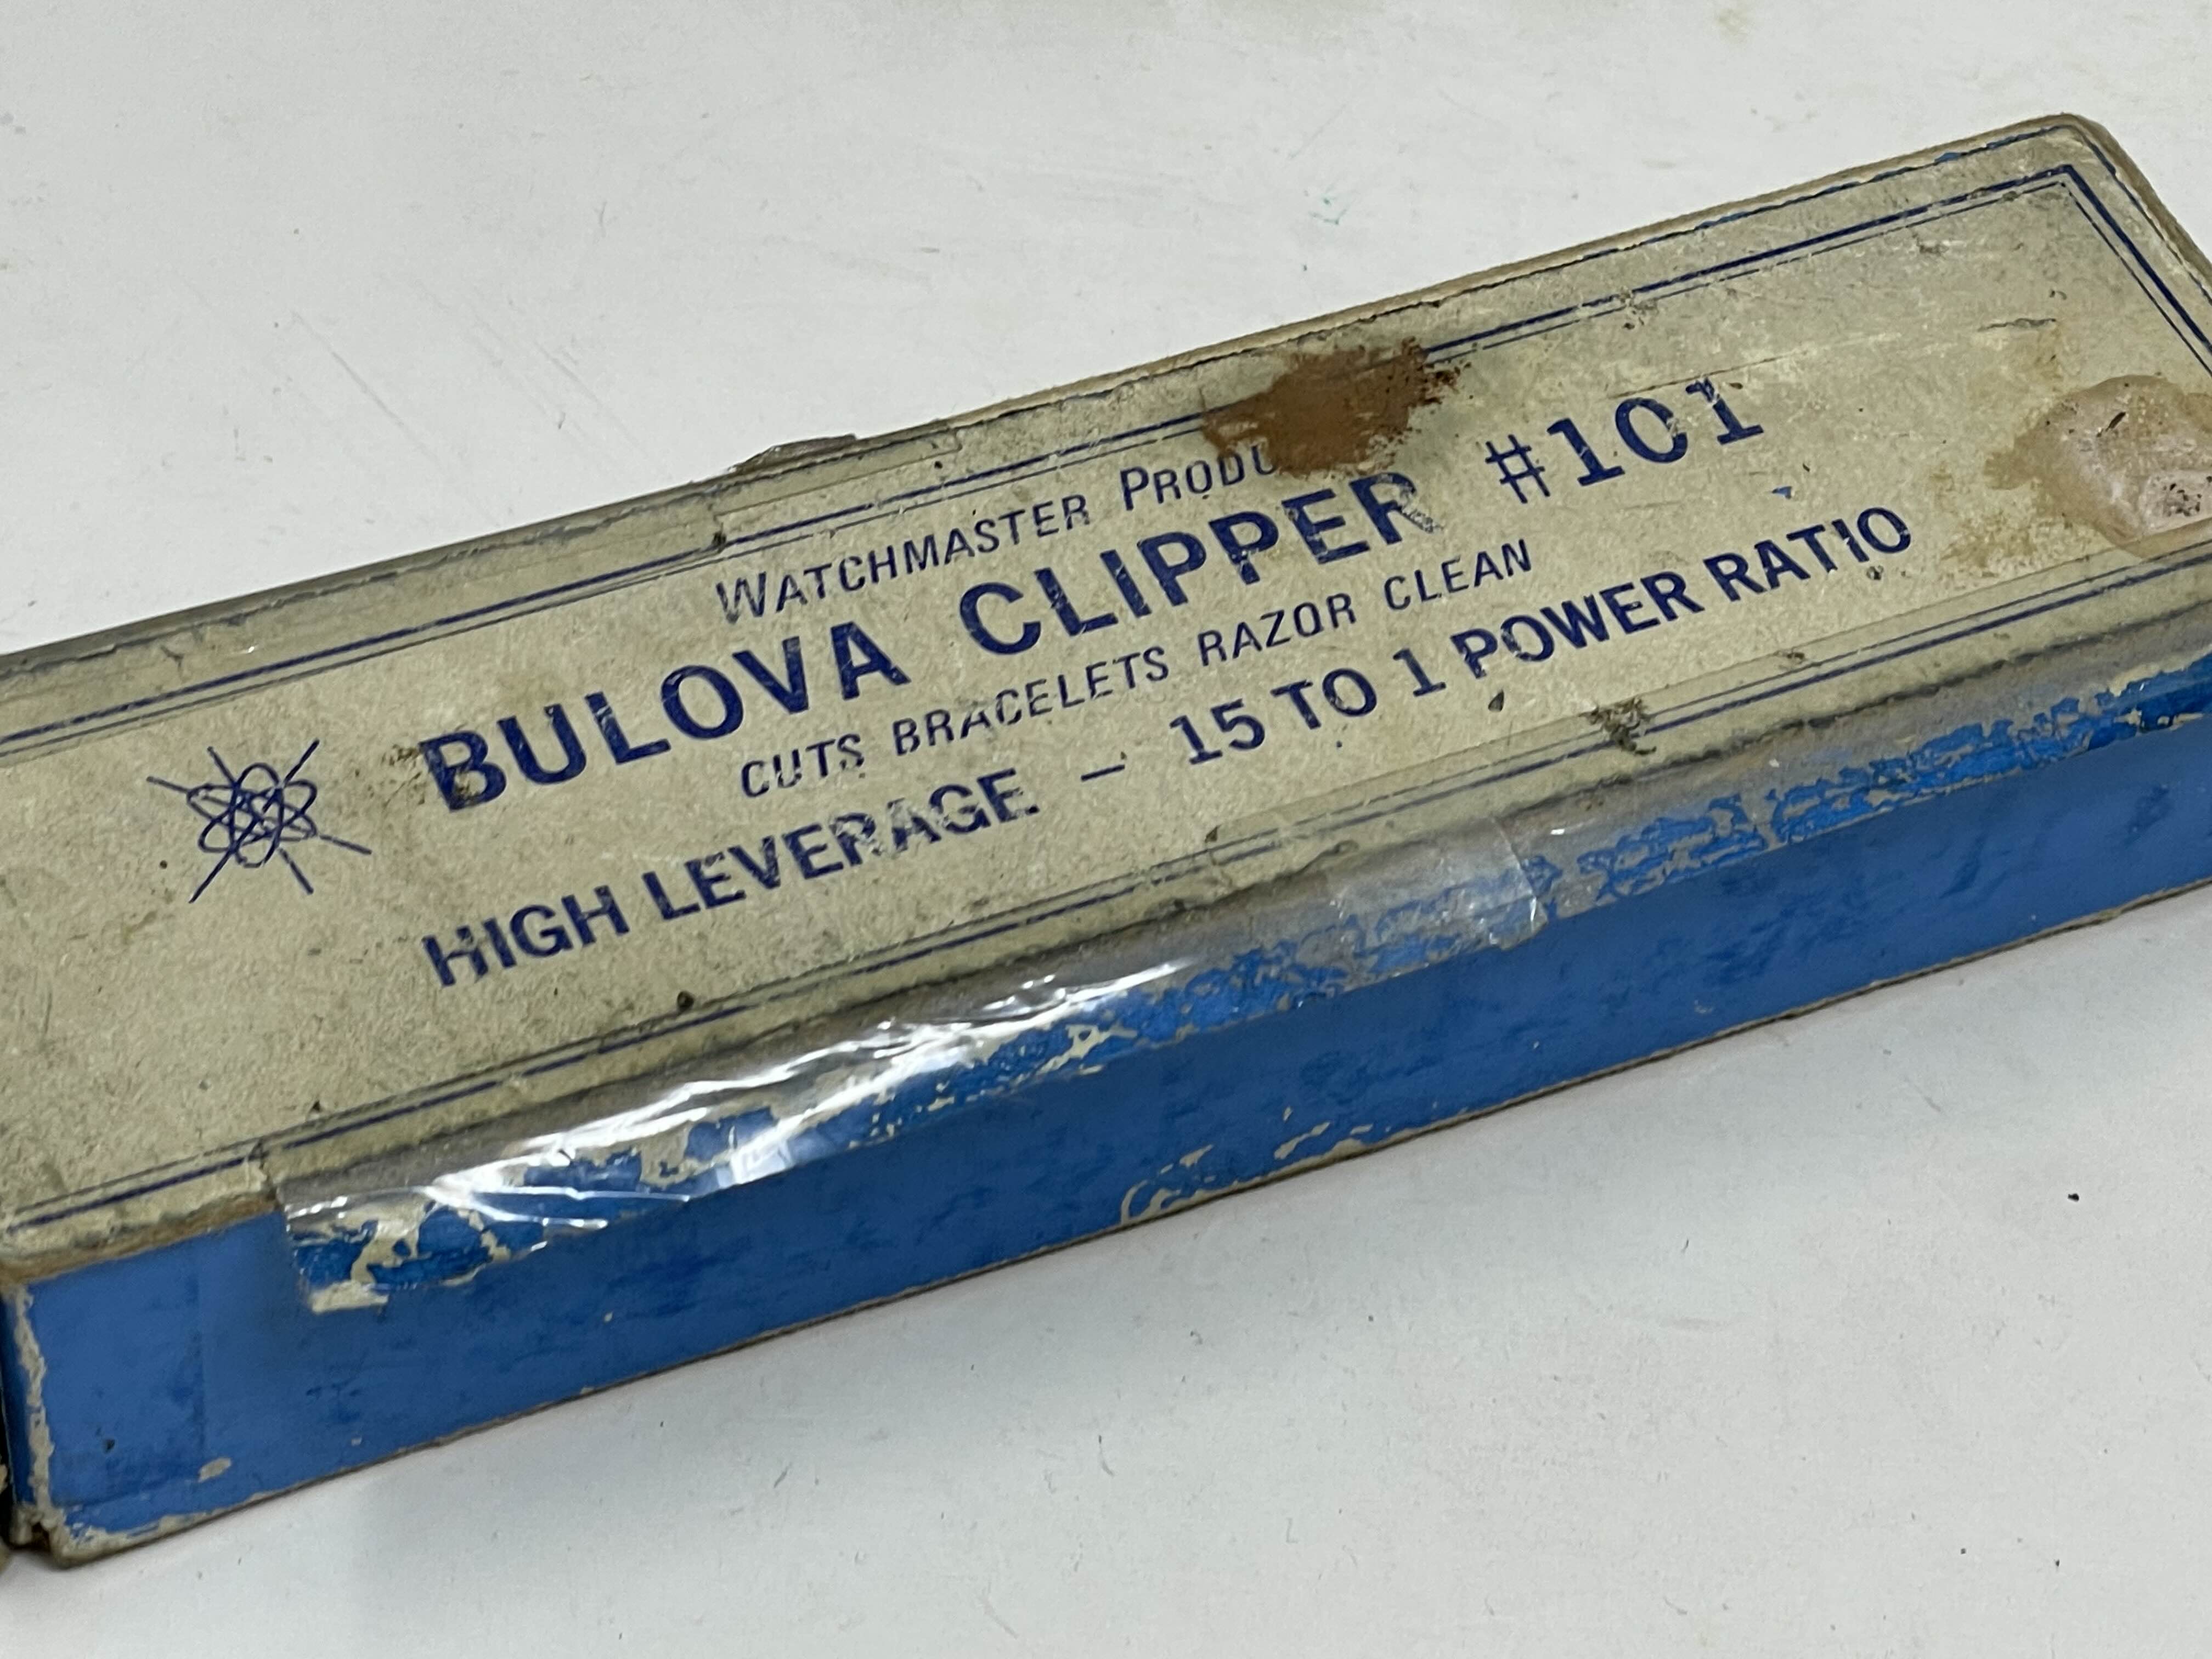 WATCHMASTER PRODU
BULOVA CLIPPER #101
CUTS BRACELETS RAZOR CLEAN
HIGH LEVERAGE – 15 TO 1 POWER RATIO